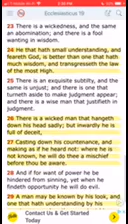 Ecclesiasticus 19
23 There is a wickedness, and the same
an abomination; and there is a fool
wanting in wisdom.
24 He that hath small understanding, and
feareth God, is better than one that hath
much wisdom, and transgresseth the law
of the most High.
25 There is an exquisite subtilty, and the
same is unjust; and there is one that
turneth aside to make judgment appear;
and there is a wise man that justifieth in
judgment.
26 There is a wicked man that hangeth
down his head sadly; but inwardly he is
full of deceit,
27 Casting down his countenance, and
making as if he heard not: where he is
not known, he will do thee a mischief
before thou be aware.
28 And if for want of power he be
hindered from sinning, yet when he
findeth opportunity he will do evil.
29 A man may be known by his look, and
one that hath understanding by his
Contact Us & Get Started
Today